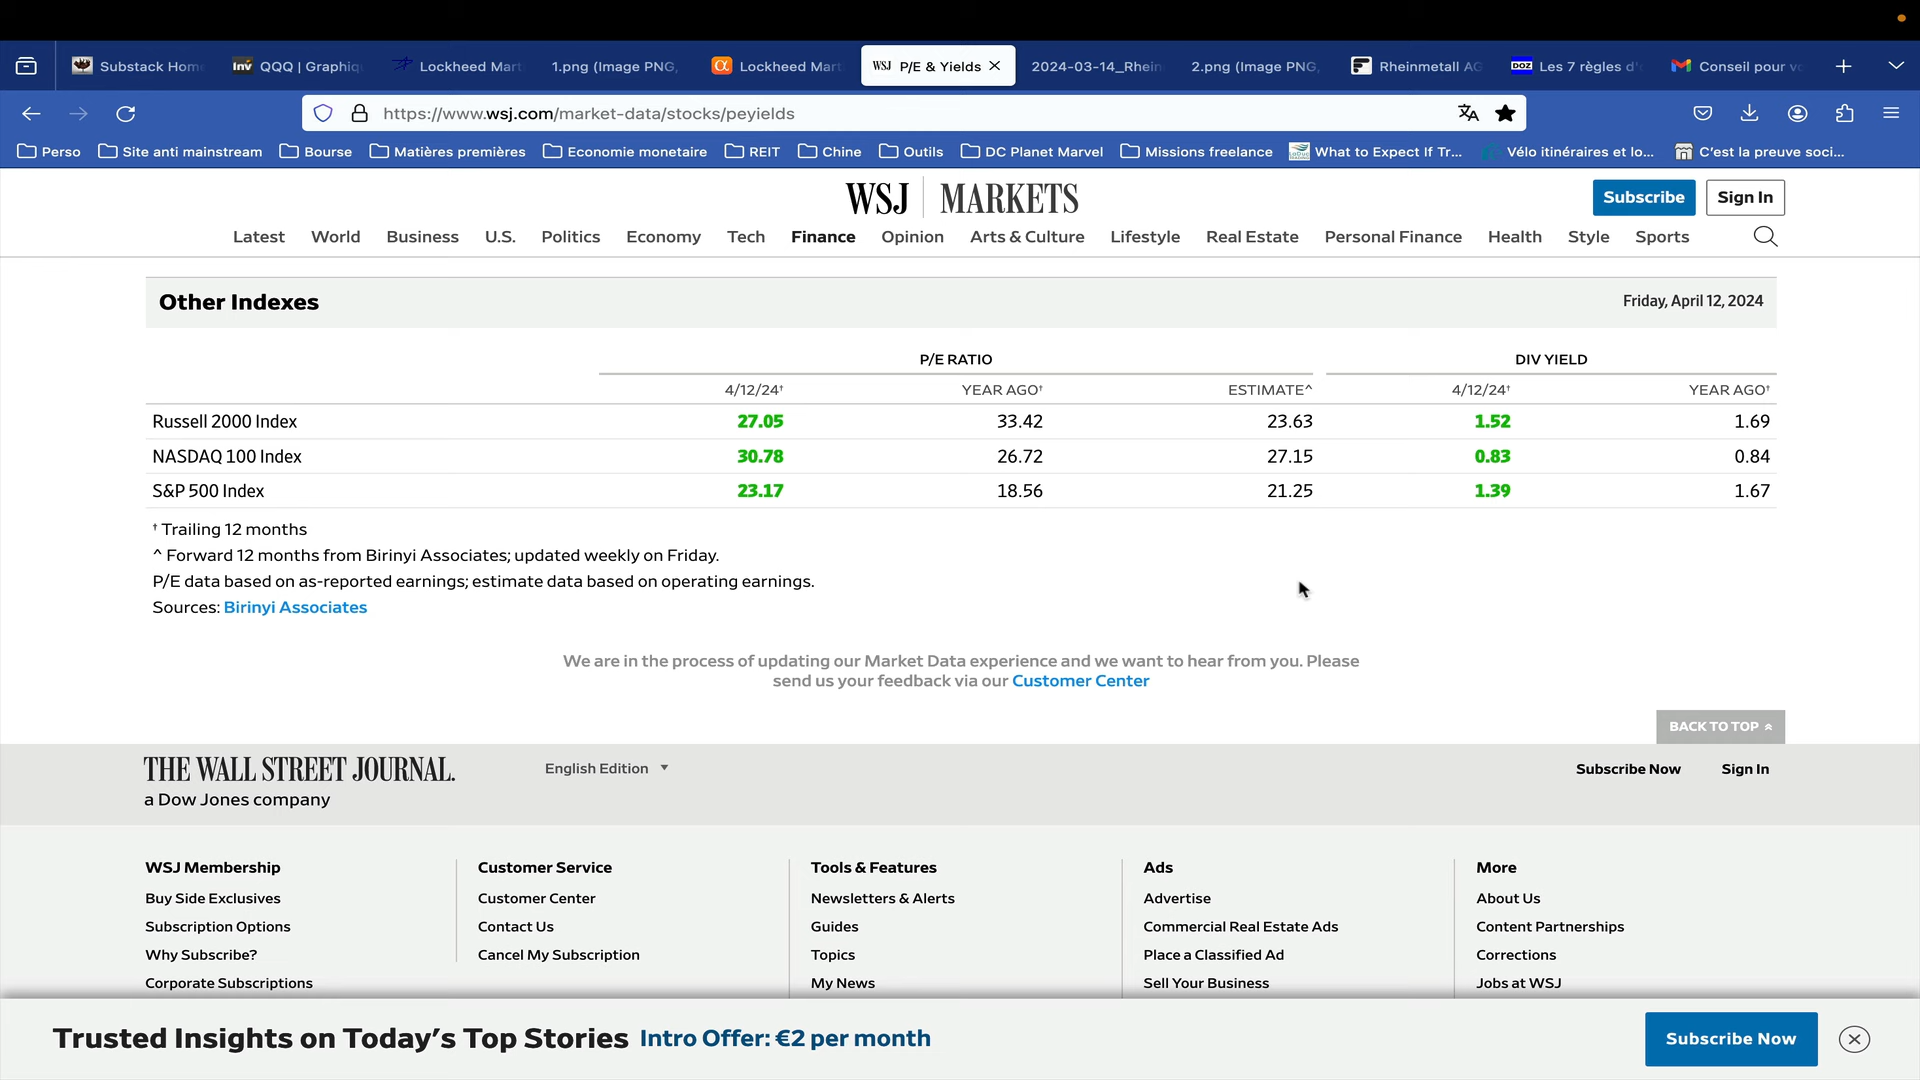 Substack Hom
Inv QQQ | Graphiq
Lockheed Mart
1.png (Image PNG,
α Lockheed Mart
WSJ P/E & Yields
2024-03-14_Rhein
2.png (Image PNG,
Rheinmetall AG
DOZ Les 7 règles d'
Conseil pour vo
https://www.wsj.com/market-data/stocks/peyields
Perso
Site anti mainstream
Bourse
Matières premières
Economie monetaire
REIT
Chine
Outils
DC Planet Marvel
Missions freelance
What to Expect If Tr...
Vélo itinéraires et lo...
C'est la preuve soci...
WSJ | MARKETS
Subscribe
Sign In
Latest World Business U.S. Politics Economy Tech Finance Opinion Arts & Culture Lifestyle Real Estate Personal Finance Health Style Sports
Other Indexes
Friday, April 12, 2024
P/E RATIO DIV YIELD
4/12/24† YEAR AGO† ESTIMATE^ 4/12/24† YEAR AGO†
Russell 2000 Index 27.05 33.42 23.63 1.52 1.69
NASDAQ 100 Index 30.78 26.72 27.15 0.83 0.84
S&P 500 Index 23.17 18.56 21.25 1.39 1.67
† Trailing 12 months
^ Forward 12 months from Birinyi Associates; updated weekly on Friday.
P/E data based on as-reported earnings; estimate data based on operating earnings.
Sources: Birinyi Associates
We are in the process of updating our Market Data experience and we want to hear from you. Please
send us your feedback via our Customer Center
BACK TO TOP
THE WALL STREET JOURNAL.
a Dow Jones company
English Edition
Subscribe Now
Sign In
WSJ Membership
Buy Side Exclusives
Subscription Options
Why Subscribe?
Corporate Subscriptions
Customer Service
Customer Center
Contact Us
Cancel My Subscription
Tools & Features
Newsletters & Alerts
Guides
Topics
My News
Ads
Advertise
Commercial Real Estate Ads
Place a Classified Ad
Sell Your Business
More
About Us
Content Partnerships
Corrections
Jobs at WSJ
Trusted Insights on Today's Top Stories Intro Offer: €2 per month
Subscribe Now